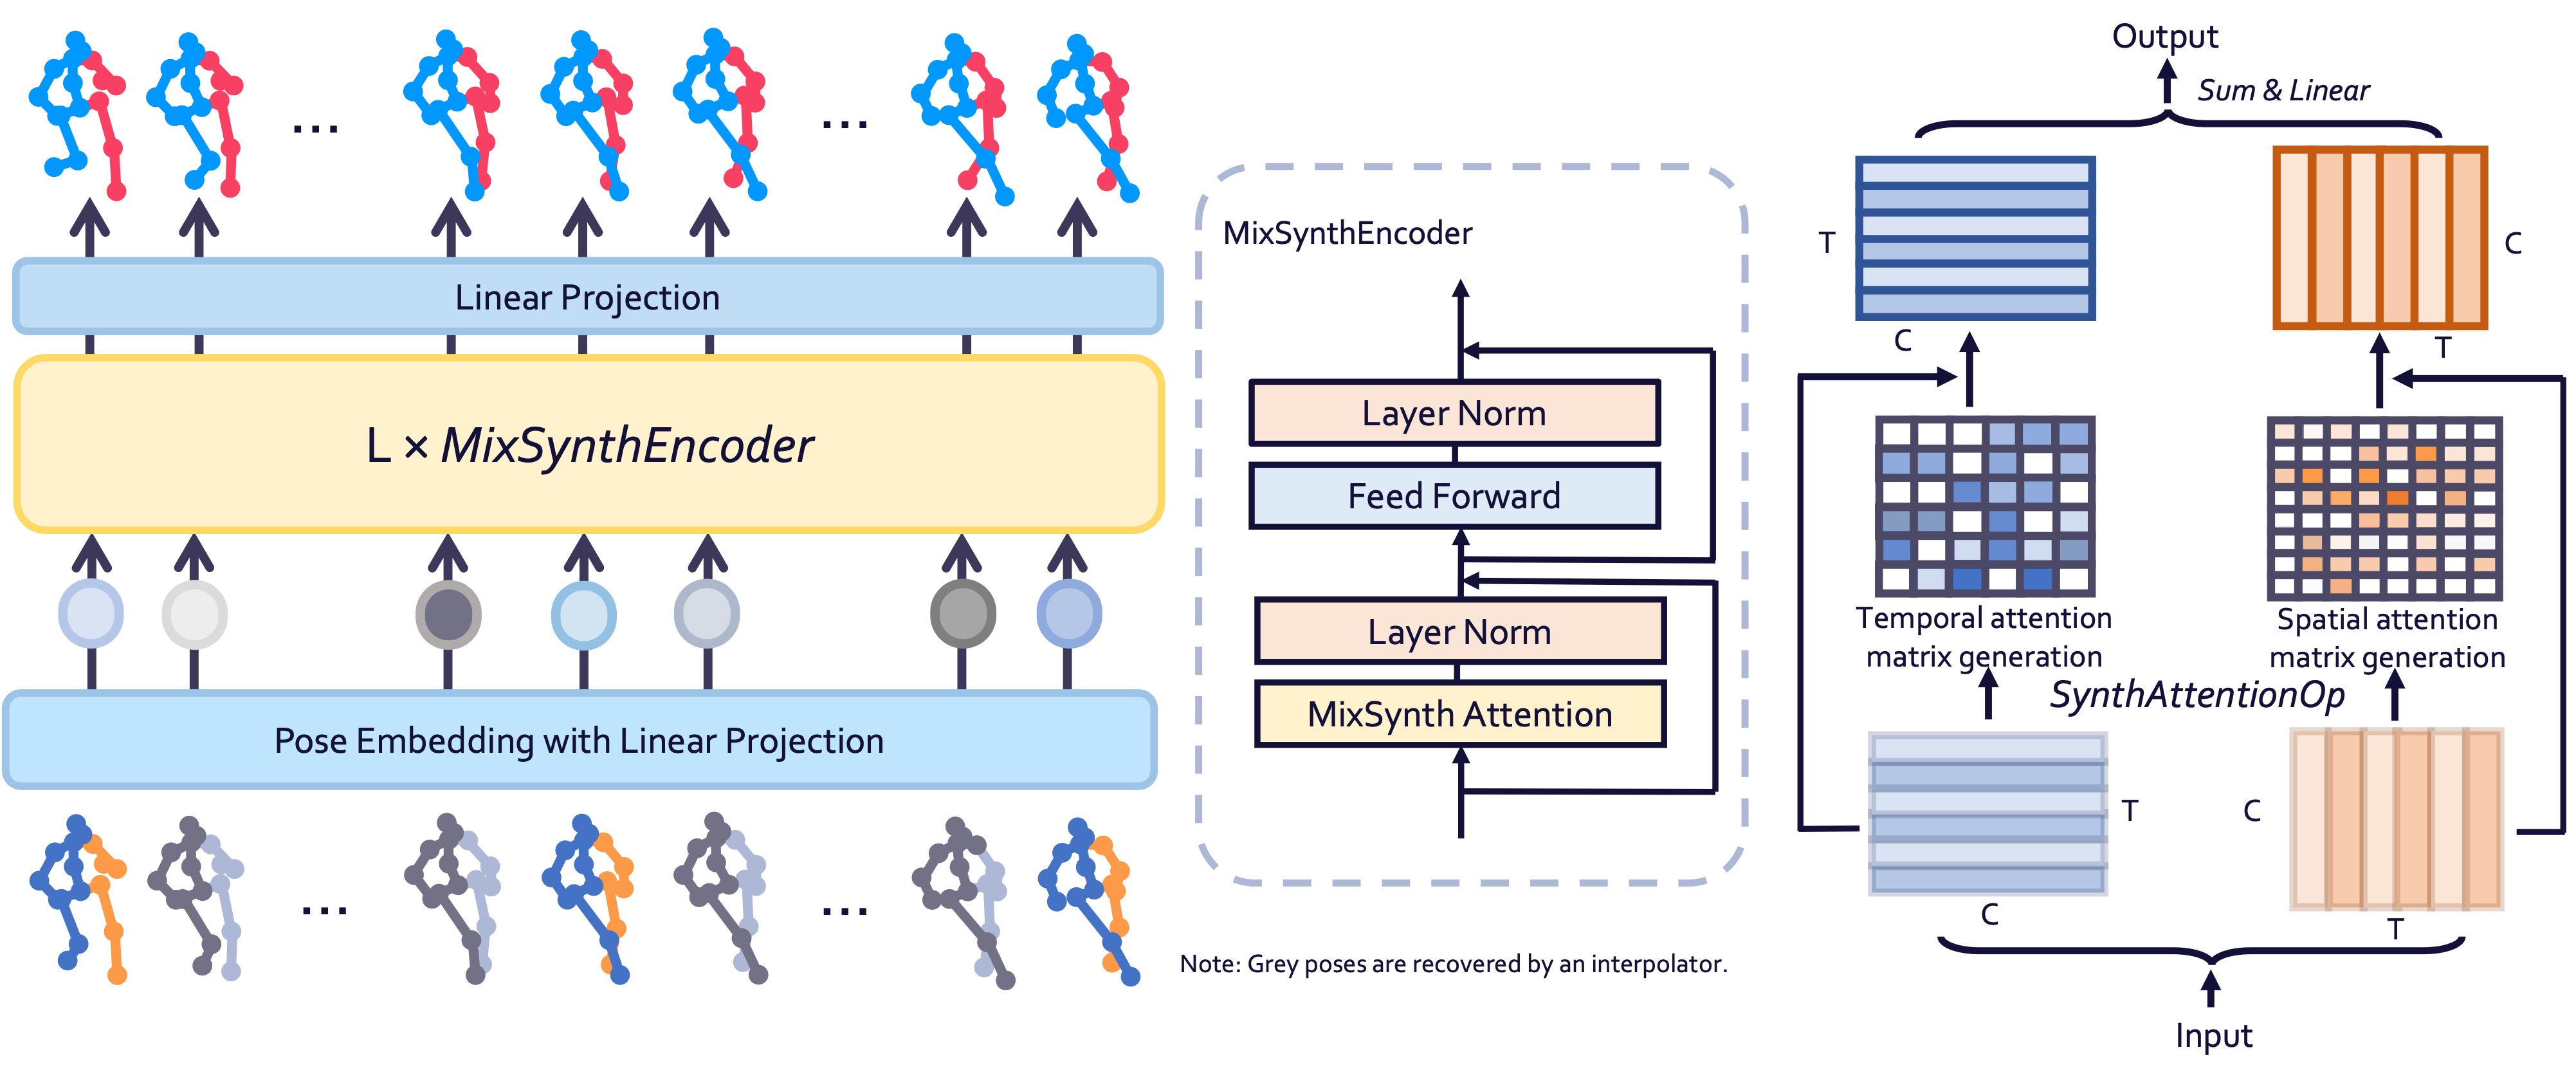 Linear Projection
L × MixSynthEncoder
Pose Embedding with Linear Projection
...
...
...
...
MixSynthEncoder
Layer Norm
Feed Forward
Layer Norm
MixSynth Attention
Note: Grey poses are recovered by an interpolator.
Output
Sum & Linear
T
C
C
T
Temporal attention
matrix generation
Spatial attention
matrix generation
SynthAttentionOp
T
C
C
T
Input